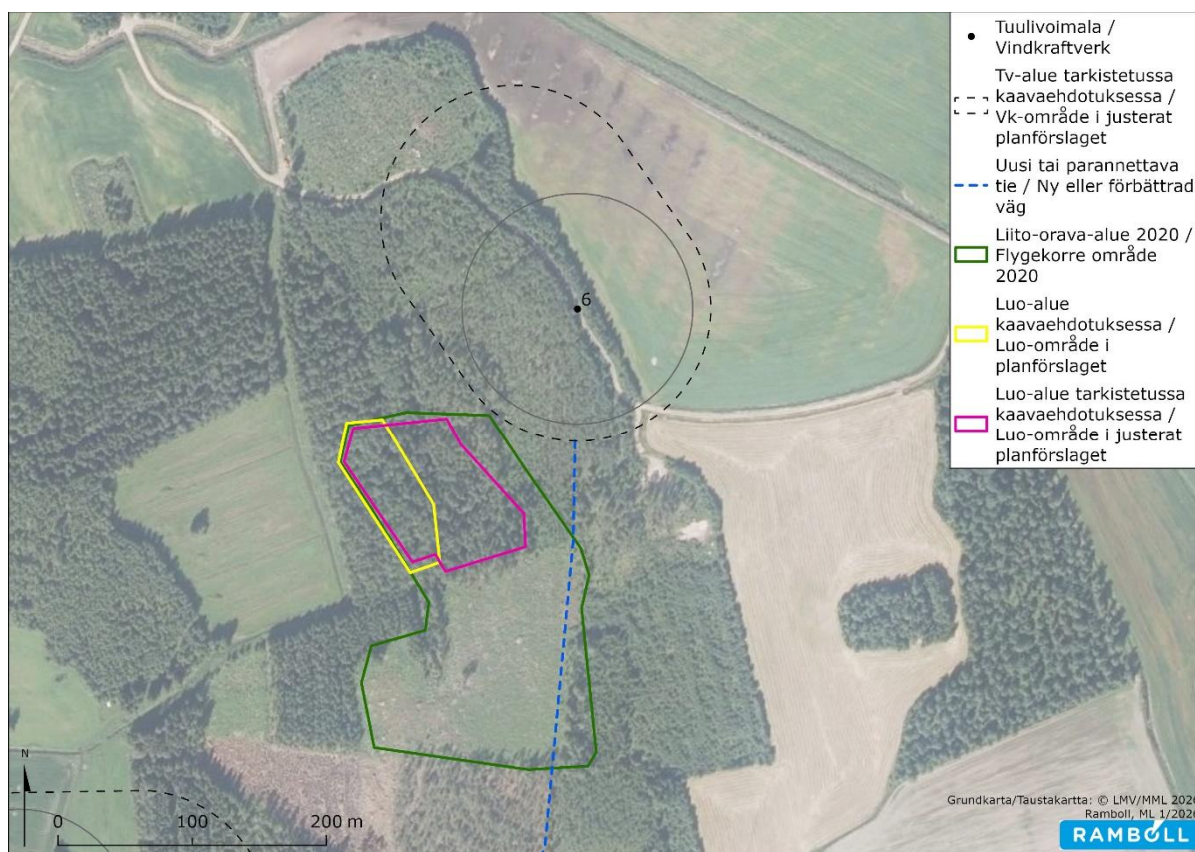 Tuulivoimala /
Vindkraftverk
Tv-alue tarkistetussa
kaavaehdotuksessa /
Vk-område i justerat
planförslaget
Uusi tai parannettava
tie / Ny eller förbättrad
väg
Liito-orava-alue 2020 /
Flygekorre område
2020
Luo-alue
kaavaehdotuksessa /
Luo-område i
planförslaget
Luo-alue tarkistetussa
kaavaehdotuksessa /
Luo-område i justerat
planförslaget
6
N
0 100 200 m
Grundkarta/Taustakartta: © LMV/MML 2026
Ramboll, ML 1/2026
RAMBOLL